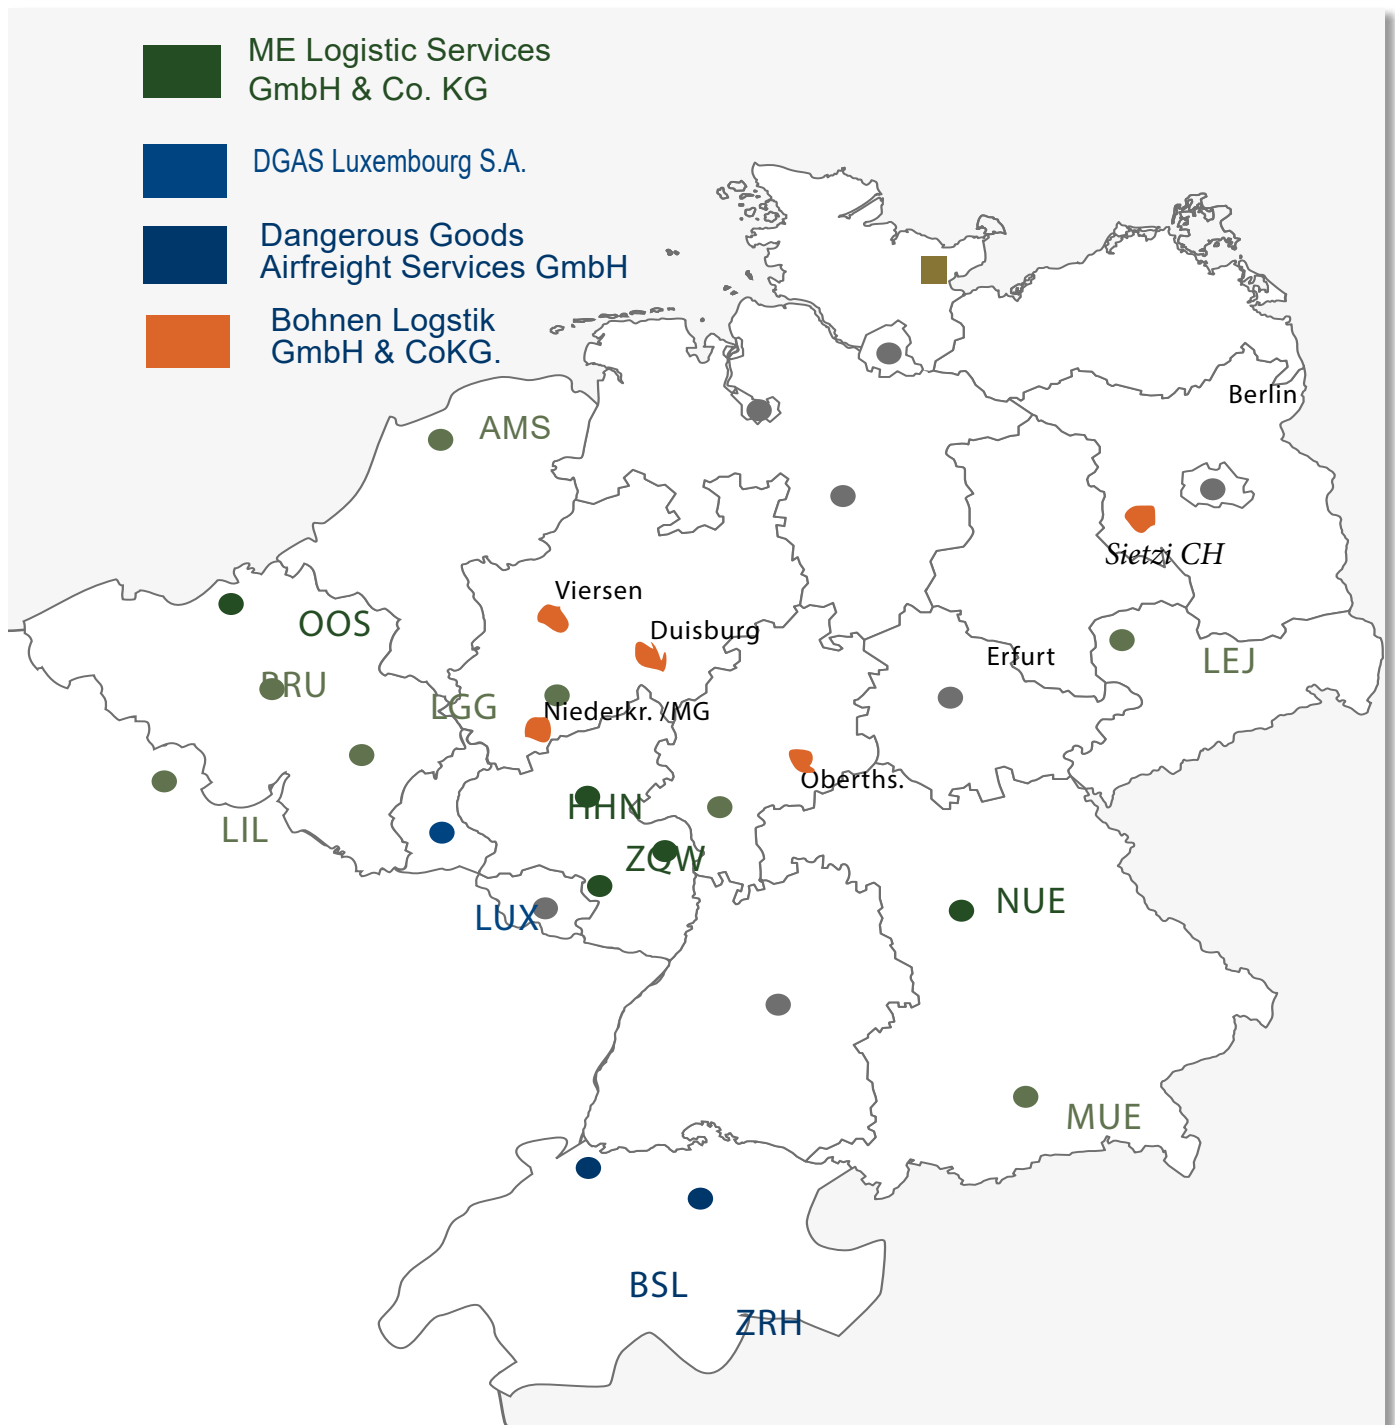 ME Logistic Services
GmbH & Co. KG
DGAS Luxembourg S.A.
Dangerous Goods
Airfreight Services GmbH
Bohnen Logstik
GmbH & CoKG.
Berlin
AMS
Sietzi CH
Viersen
OOS
Duisburg
Erfurt
LEJ
BRU
LGG
Niederkr. /MG
Oberths.
HHN
LIL
ZQW
NUE
LUX
MUE
BSL
ZRH